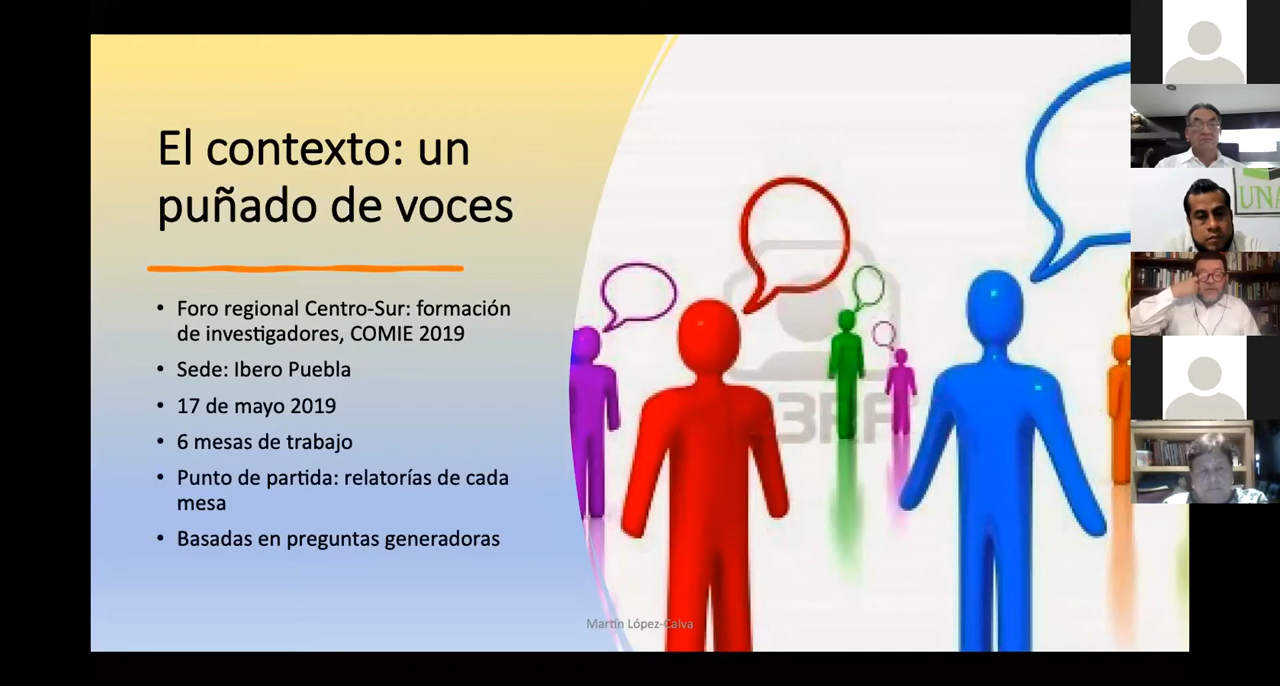 El contexto: un
puñado de voces
• Foro regional Centro-Sur: formación
de investigadores, COMIE 2019
• Sede: Ibero Puebla
• 17 de mayo 2019
• 6 mesas de trabajo
• Punto de partida: relatorías de cada
mesa
• Basadas en preguntas generadoras
Martín López-Calva
123RF
UNA